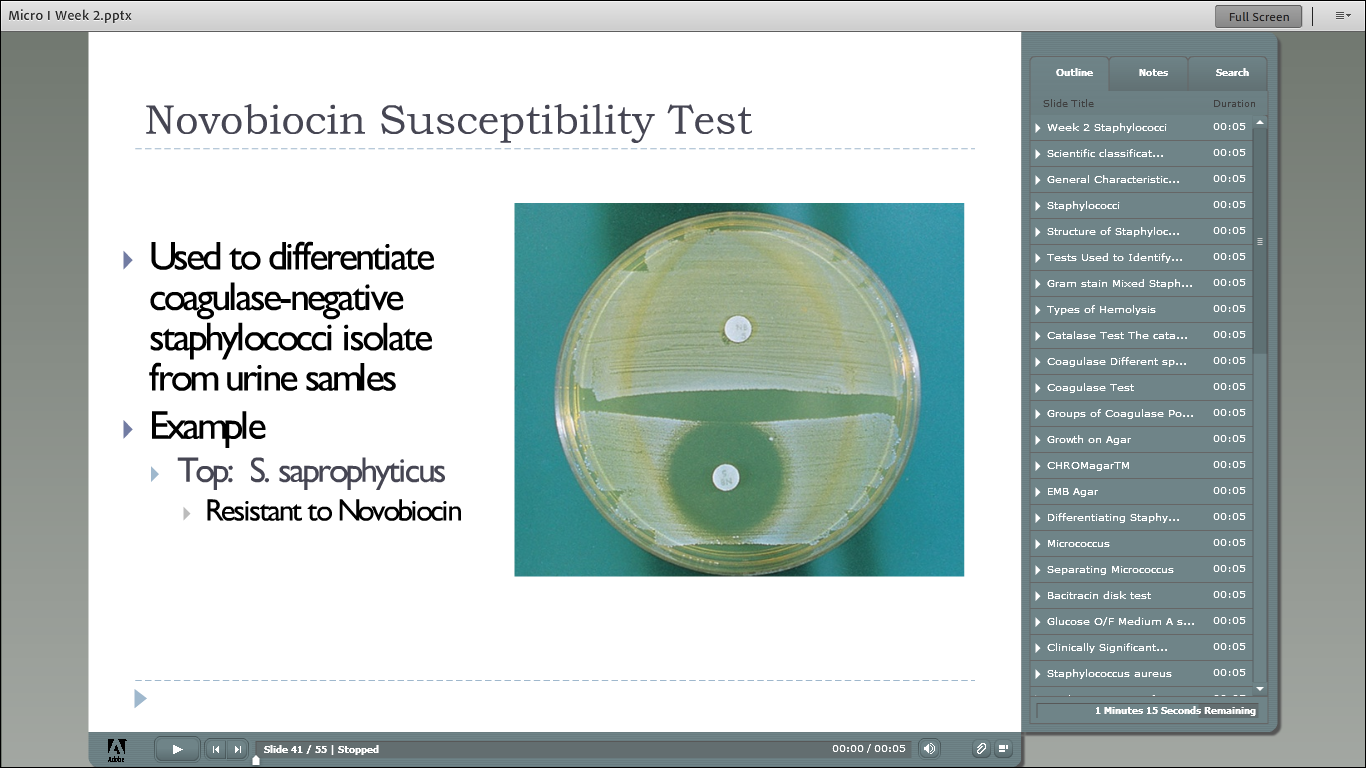 Micro I Week 2.pptx
Full Screen
Novobiocin Susceptibility Test
Used to differentiate
coagulase-negative
staphylococci isolate
from urine samles
Example
Top: S. saprophyticus
Resistant to Novobiocin
Outline Notes Search
Slide Title Duration
Week 2 Staphylococci 00:05
Scientific classificat... 00:05
General Characteristic... 00:05
Staphylococci 00:05
Structure of Staphyloc... 00:05
Tests Used to Identify... 00:05
Gram stain Mixed Staph... 00:05
Types of Hemolysis 00:05
Catalase Test The cata... 00:05
Coagulase Different sp... 00:05
Coagulase Test 00:05
Groups of Coagulase Po... 00:05
Growth on Agar 00:05
CHROMagarTM 00:05
EMB Agar 00:05
Differentiating Staphy... 00:05
Micrococcus 00:05
Separating Micrococcus 00:05
Bacitracin disk test 00:05
Glucose O/F Medium A s... 00:05
Clinically Significant... 00:05
Staphylococcus aureus 00:05
1 Minutes 15 Seconds Remaining
Adobe
Slide 41 / 55 | Stopped
00:00 / 00:05